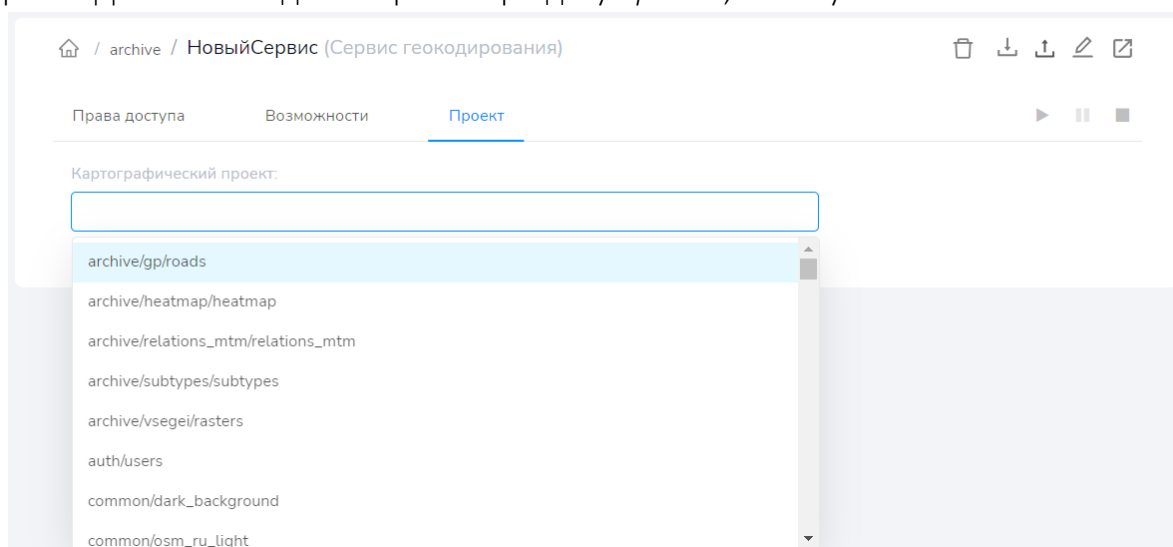 / archive / НовыйСервис (Сервис геокодирования)
Права доступа Возможности Проект
Картографический проект:
archive/gp/roads
archive/heatmap/heatmap
archive/relations_mtm/relations_mtm
archive/subtypes/subtypes
archive/vsegei/rasters
auth/users
common/dark_background
common/osm_ru_light